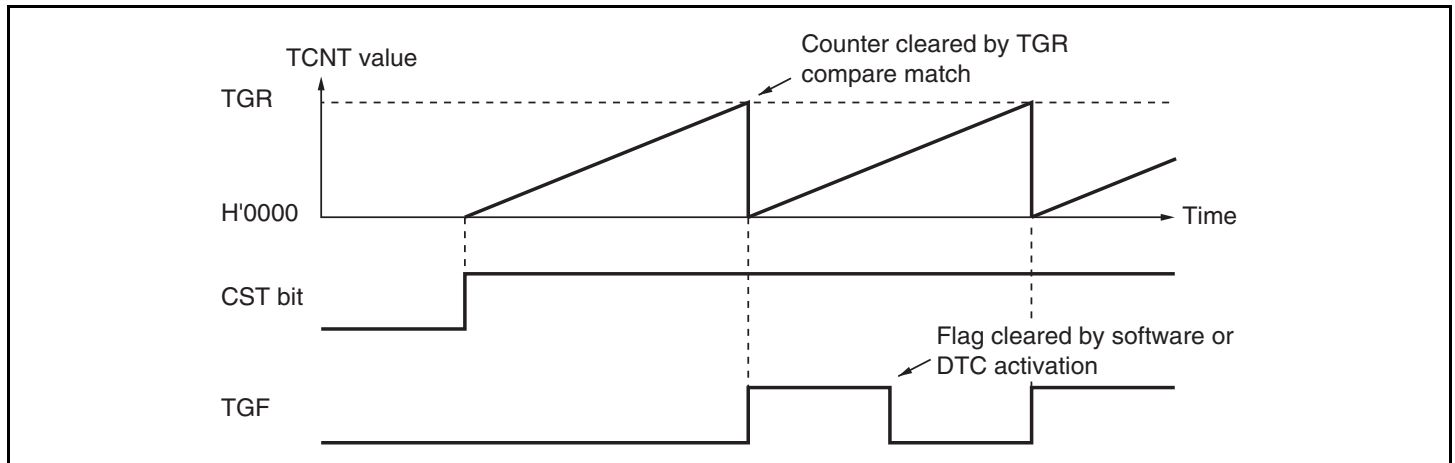 TCNT value
Counter cleared by TGR
compare match
TGR
H'0000
Time
CST bit
Flag cleared by software or
DTC activation
TGF